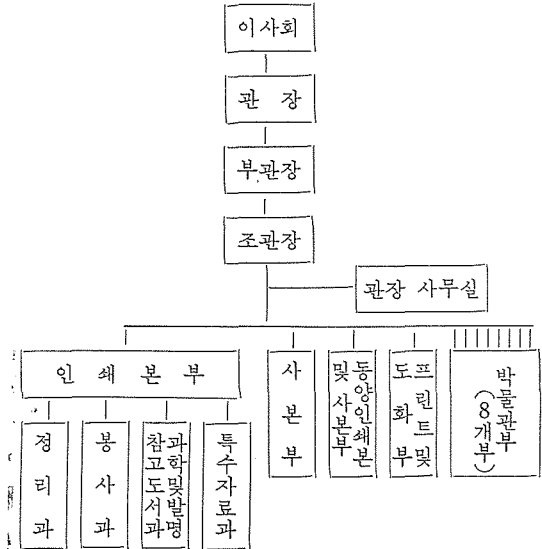 이사회
관 장
부관장
조관장
관장 사무실
인 쇄 본 부
사 본 부
동양인쇄본
및 사본부
프린트및
도 화 부
박물관부
(8개부)
정 리 과
봉 사 과
과학및발명
참고도서과
특수자료과